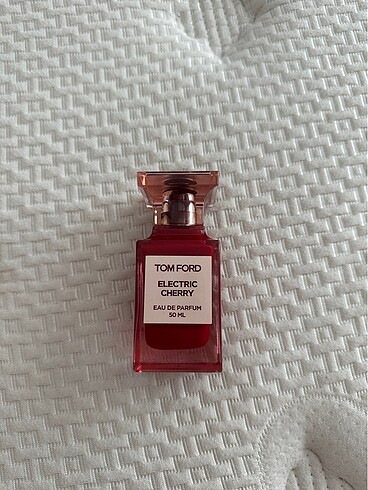 TOM FORD
ELECTRIC
CHERRY
EAU DE PARFUM
50 ML